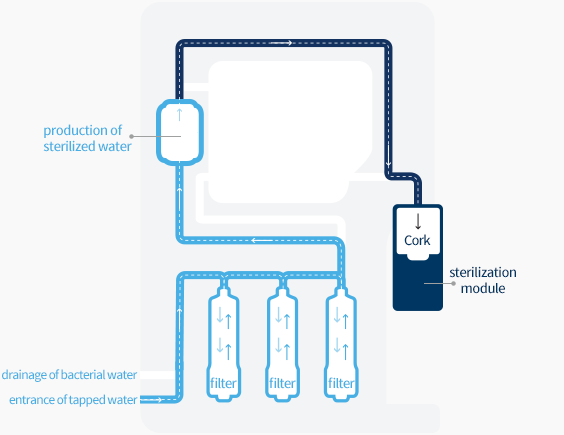 production of
sterilized water
Cork
sterilization
module
filter
filter
filter
drainage of bacterial water
entrance of tapped water